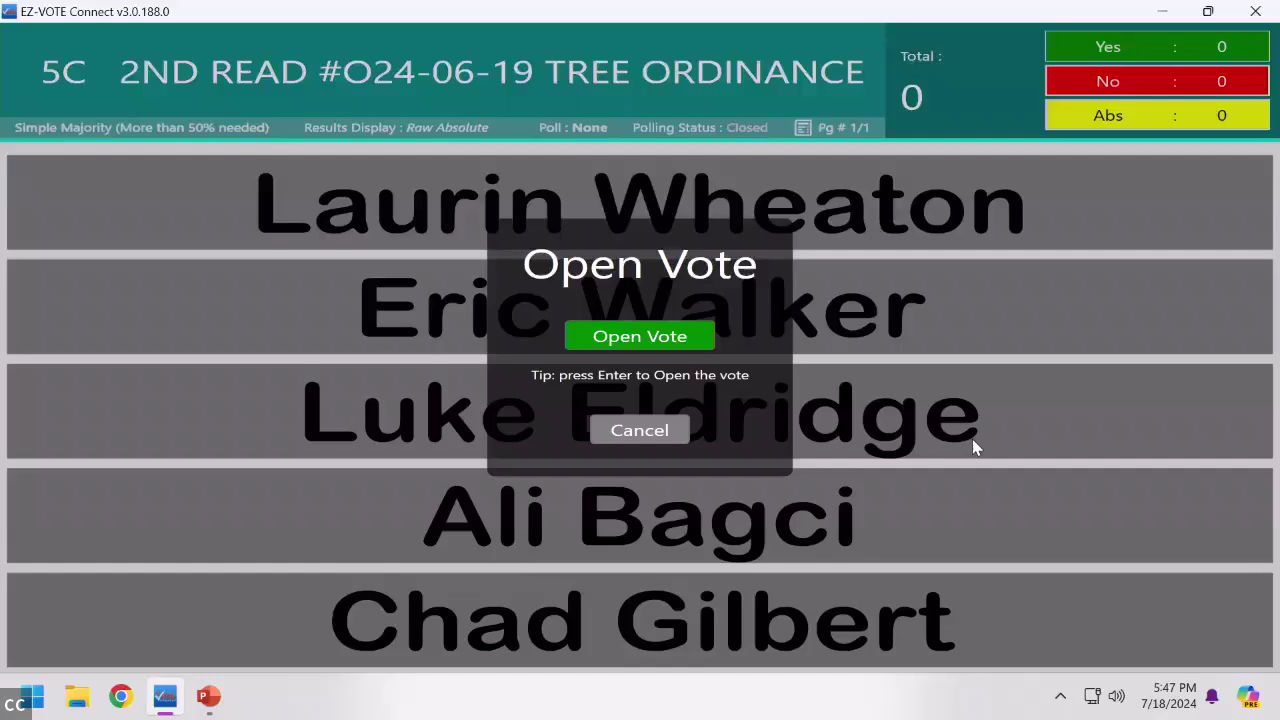 EZ-VOTE Connect v3.0.188.0
5C 2ND READ #O24-06-19 TREE ORDINANCE
Total :
0
Yes : 0
No : 0
Abs : 0
Simple Majority (More than 50% needed) Results Display : Raw Absolute Poll : None Polling Status : Closed Pg # 1/1
Laurin Wheaton
Eric Walker
Luke Eldridge
Ali Bagci
Chad Gilbert
Open Vote
Open Vote
Tip: press Enter to Open the vote
Cancel
CC
5:47 PM
7/18/2024
PRE